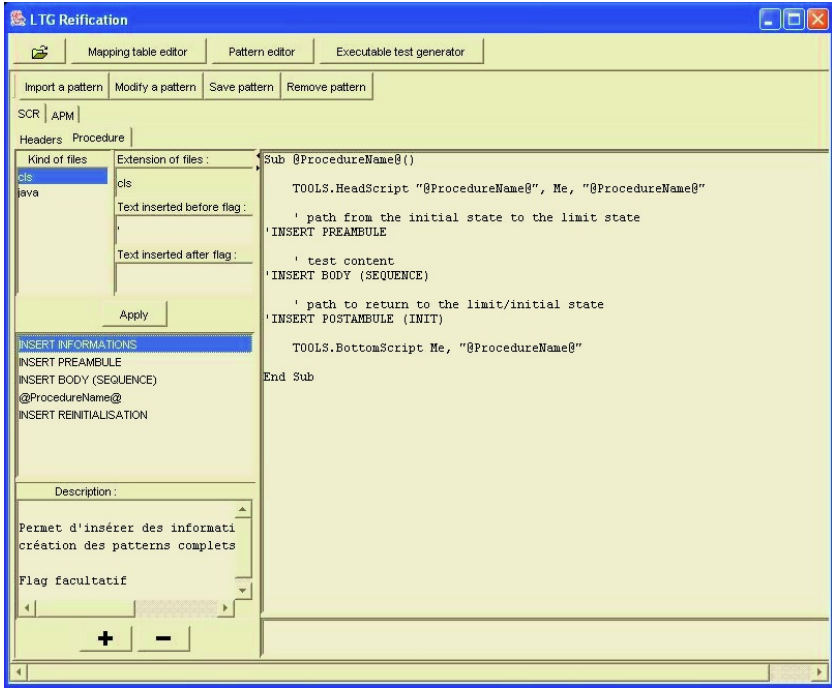 LTG Reification
Mapping table editor Pattern editor Executable test generator
Import a pattern Modify a pattern Save pattern Remove pattern
SCR APM
Headers Procedure
Kind of files
cls
java
Extension of files :
cls
Text inserted before flag :
'
Text inserted after flag :
Apply
INSERT INFORMATIONS
INSERT PREAMBULE
INSERT BODY (SEQUENCE)
@ProcedureName@
INSERT REINITIALISATION
Description :
Permet d'insérer des informati
création des patterns complets
Flag facultatif
+ −
Sub @ProcedureName@()
TOOLS.HeadScript "@ProcedureName@", Me, "@ProcedureName@"
' path from the initial state to the limit state
'INSERT PREAMBULE
' test content
'INSERT BODY (SEQUENCE)
' path to return to the limit/initial state
'INSERT POSTAMBULE (INIT)
TOOLS.BottomScript Me, "@ProcedureName@"
End Sub